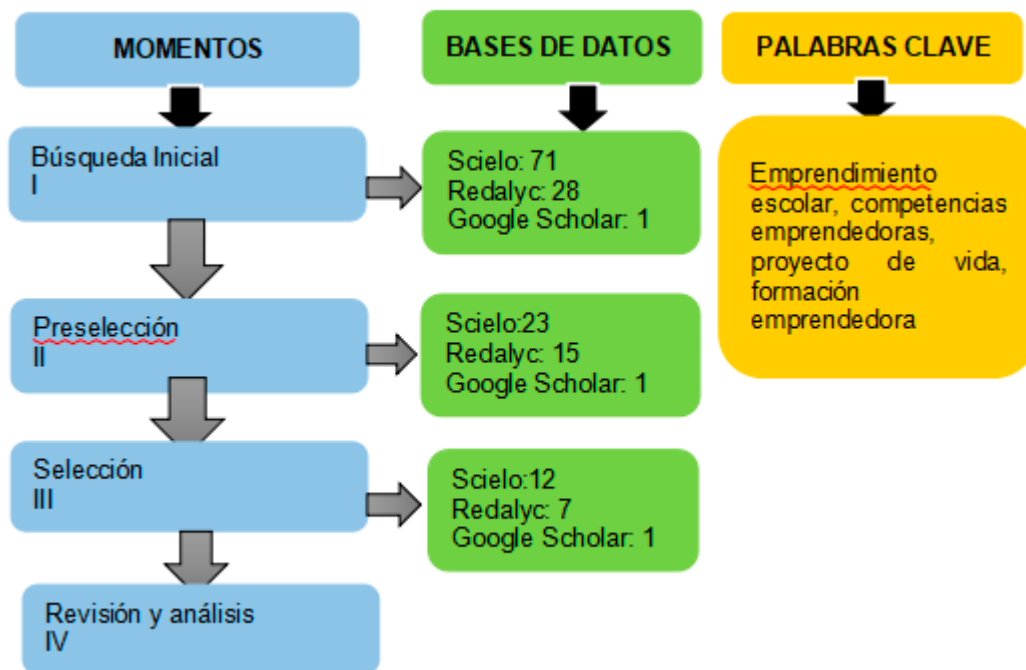 MOMENTOS
BASES DE DATOS
PALABRAS CLAVE
Búsqueda Inicial
I
Scielo: 71
Redalyc: 28
Google Scholar: 1
Emprendimiento
escolar, competencias
emprendedoras,
proyecto de vida,
formación
emprendedora
Preselección
II
Scielo:23
Redalyc: 15
Google Scholar: 1
Selección
III
Scielo:12
Redalyc: 7
Google Scholar: 1
Revisión y análisis
IV